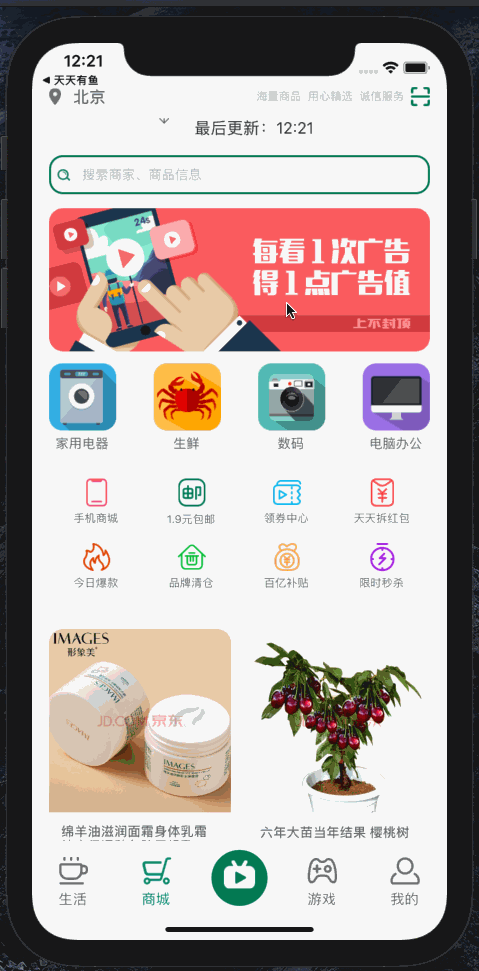 12:21
天天有鱼
北京
海量商品 用心精选 诚信服务
最后更新：12:21
搜索商家、商品信息
24s
每看1次广告
得1点广告值
上不封顶
家用电器 生鲜 数码 电脑办公
邮
手机商城 1.9元包邮 领券中心 天天拆红包
今日爆款 品牌清仓 百亿补贴 限时秒杀
IMAGES
形象美
JD.COM 京东
IMAGES
绵羊油滋润面霜身体乳霜
六年大苗当年结果 樱桃树
生活 商城 游戏 我的